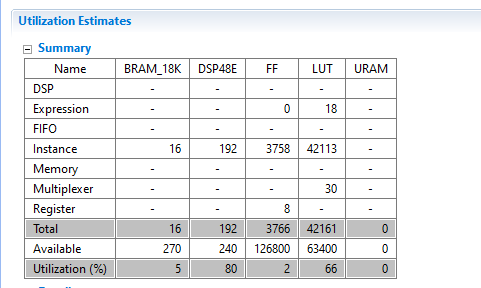 Utilization Estimates
Summary
Name BRAM_18K DSP48E FF LUT URAM
DSP - - - - -
Expression - - 0 18 -
FIFO - - - - -
Instance 16 192 3758 42113 -
Memory - - - - -
Multiplexer - - - 30 -
Register - - 8 - -
Total 16 192 3766 42161 0
Available 270 240 126800 63400 0
Utilization (%) 5 80 2 66 0